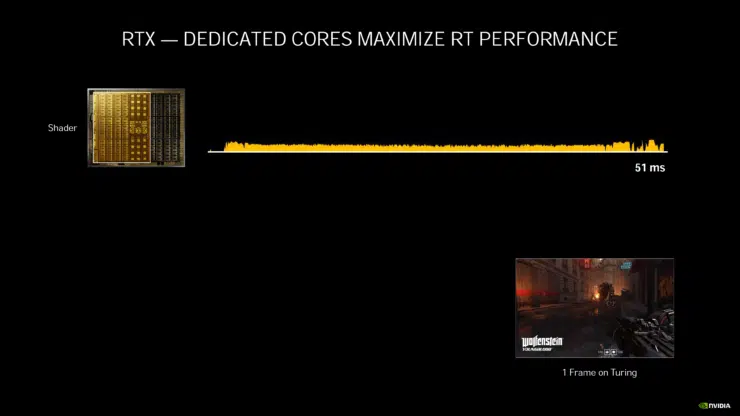 RTX — DEDICATED CORES MAXIMIZE RT PERFORMANCE
Shader
51 ms
Wolfenstein
1 Frame on Turing
NVIDIA